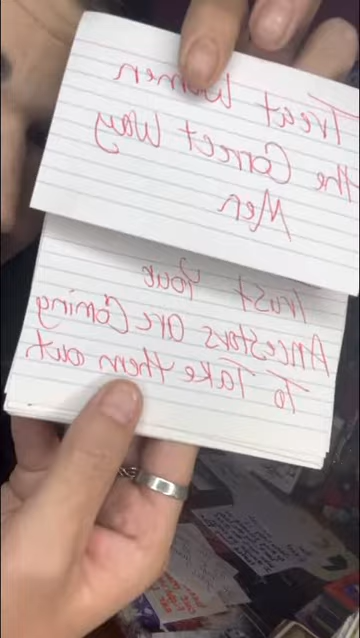 Treat Women
the Correct Way
Men
Trust Your
Ancestors are Coming
To Take them out